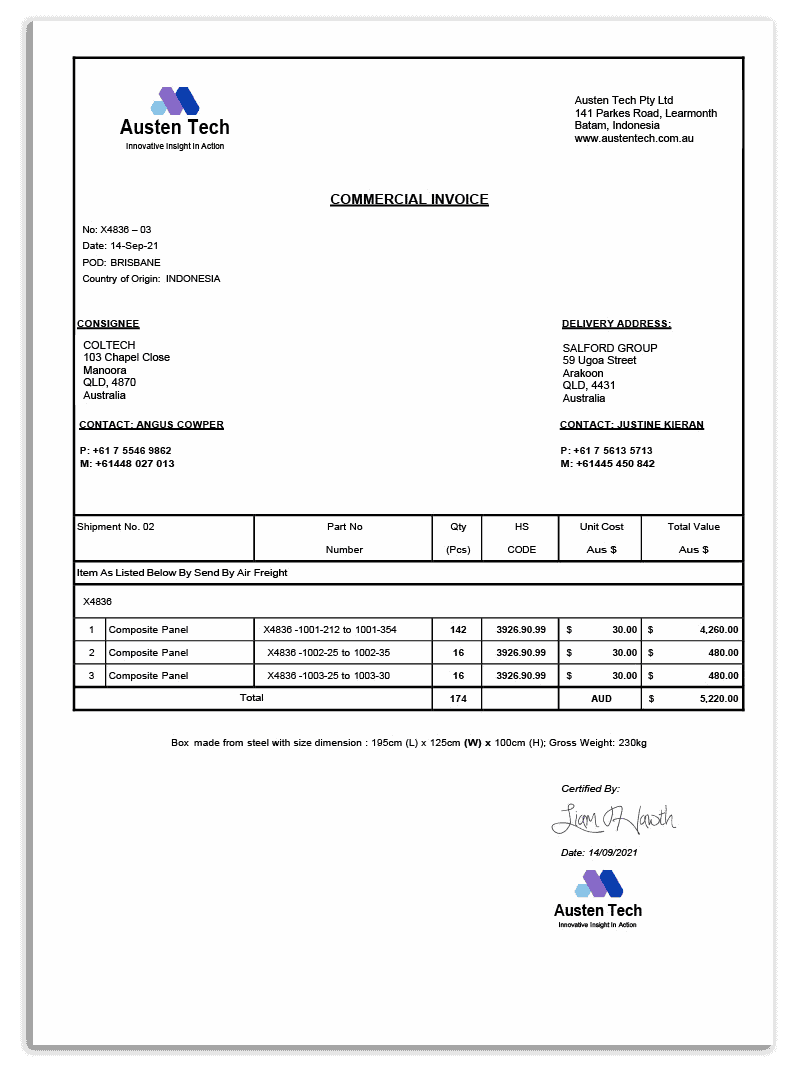 Austen Tech
Innovative Insight In Action
Austen Tech Pty Ltd
141 Parkes Road, Learmonth
Batam, Indonesia
www.austentech.com.au
COMMERCIAL INVOICE
No: X4836 – 03
Date: 14-Sep-21
POD: BRISBANE
Country of Origin: INDONESIA
CONSIGNEE
COLTECH
103 Chapel Close
Manoora
QLD, 4870
Australia
CONTACT: ANGUS COWPER
P: +61 7 5546 9862
M: +61448 027 013
DELIVERY ADDRESS:
SALFORD GROUP
59 Ugoa Street
Arakoon
QLD, 4431
Australia
CONTACT: JUSTINE KIERAN
P: +61 7 5613 5713
M: +61445 450 842
Shipment No. 02 Part No Qty HS Unit Cost Total Value
Number (Pcs) CODE Aus $ Aus $
Item As Listed Below By Send By Air Freight
X4836
1 Composite Panel X4836 -1001-212 to 1001-354 142 3926.90.99 $ 30.00 $ 4,260.00
2 Composite Panel X4836 -1002-25 to 1002-35 16 3926.90.99 $ 30.00 $ 480.00
3 Composite Panel X4836 -1003-25 to 1003-30 16 3926.90.99 $ 30.00 $ 480.00
Total 174 AUD $ 5,220.00
Box made from steel with size dimension : 195cm (L) x 125cm (W) x 100cm (H); Gross Weight: 230kg
Certified By:
Liam
Date: 14/09/2021
Austen Tech
Innovative Insight In Action